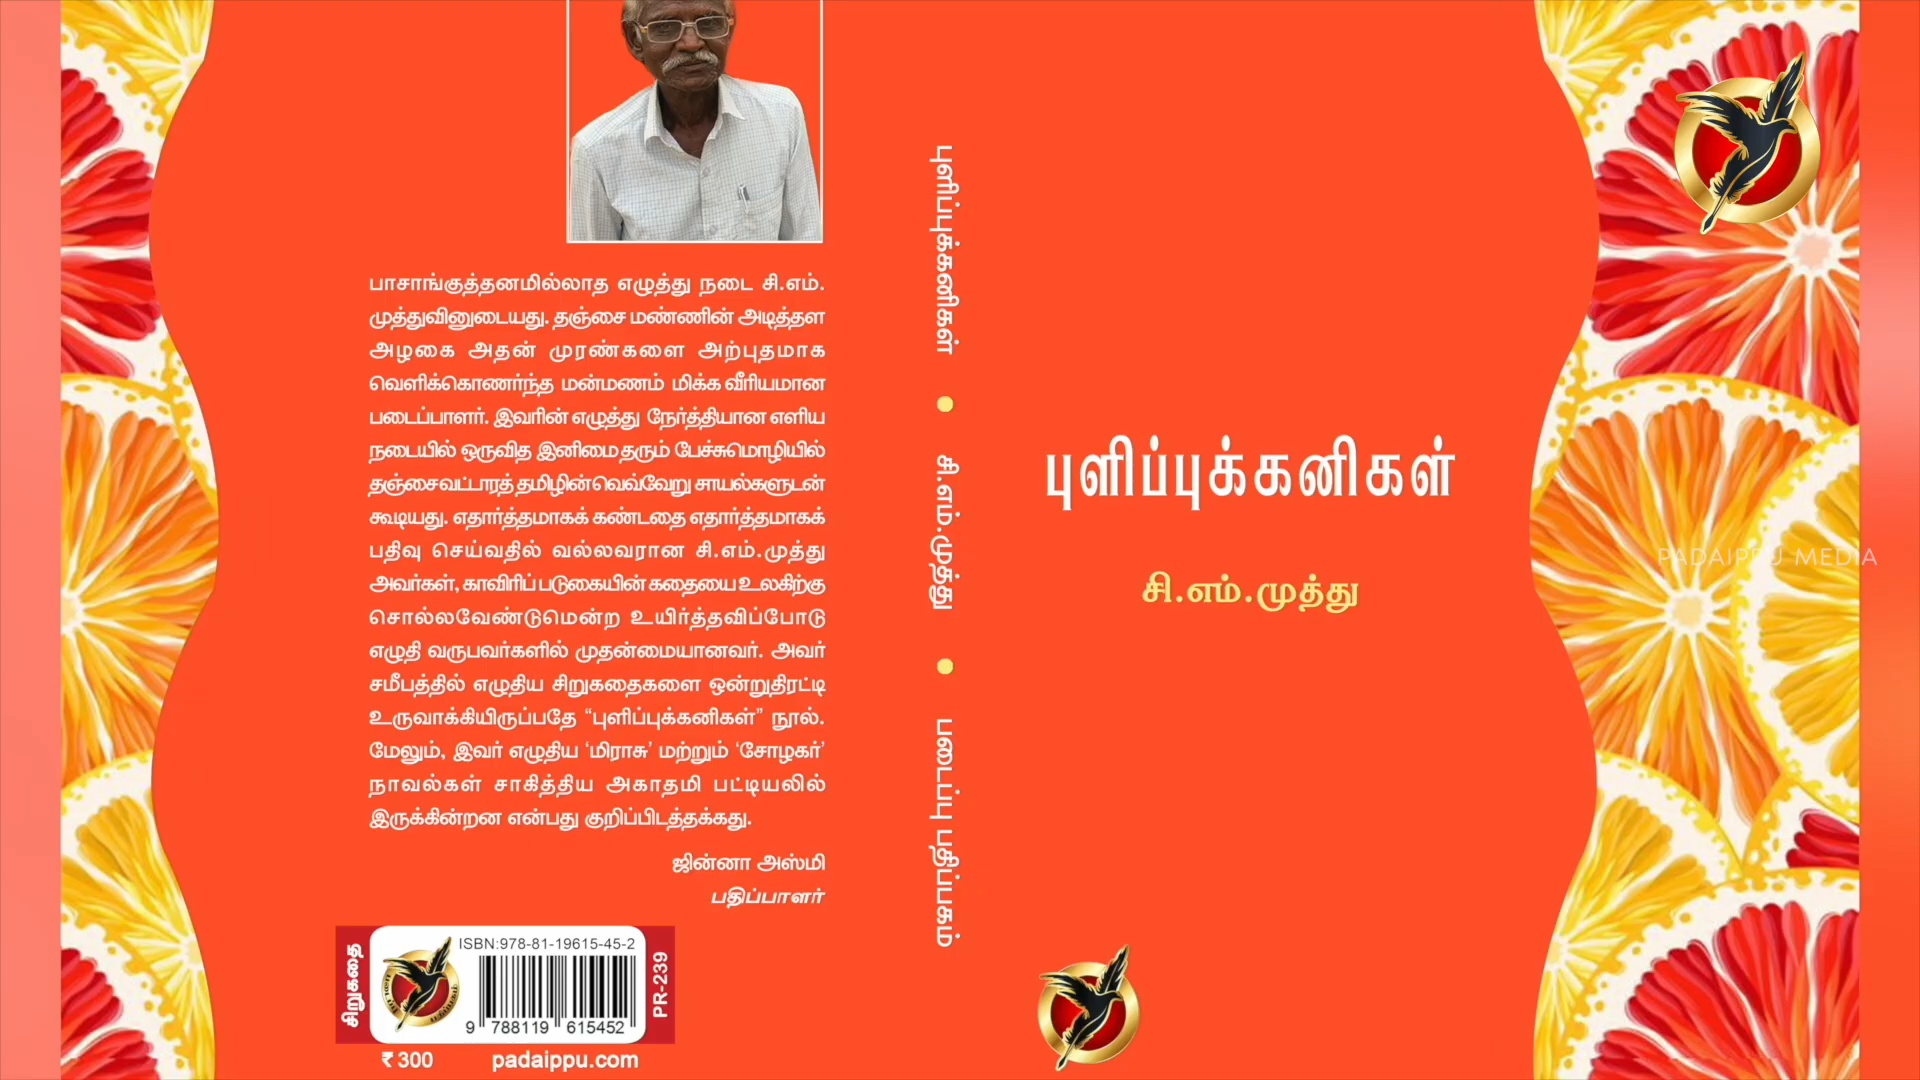 பாசாங்குத்தனமில்லாத எழுத்து நடை சி.எம்.
முத்துவினுடையது. தஞ்சை மண்ணின் அடித்தள
அழகை அதன் முரண்களை அற்புதமாக
வெளிக்கொணர்ந்த மன்மணம் மிக்க வீரியமான
படைப்பாளர். இவரின் எழுத்து நேர்த்தியான எளிய
நடையில் ஒருவித இனிமை தரும் பேச்சுமொழியில்
தஞ்சை வட்டாரத் தமிழின் வெவ்வேறு சாயல்களுடன்
கூடியது. எதார்த்தமாகக் கண்டதை எதார்த்தமாகக்
பதிவு செய்வதில் வல்லவரான சி.எம்.முத்து
அவர்கள், காவிரிப் படுகையின் கதையை உலகிற்கு
சொல்லவேண்டுமென்ற உயிர்த்தவிப்போடு
எழுதி வருபவர்களில் முதன்மையானவர். அவர்
சமீபத்தில் எழுதிய சிறுகதைகளை ஒன்றுதிரட்டி
உருவாக்கியிருப்பதே “புளிப்புக்கனிகள்” நூல்.
மேலும், இவர் எழுதிய ‘மிராசு’ மற்றும் ‘சோழகர்’
நாவல்கள் சாகித்திய அகாதமி பட்டியலில்
இருக்கின்றன என்பது குறிப்பிடத்தக்கது.
ஜின்னா அஸ்மி
பதிப்பாளர்
சிறுகதை
ISBN:978-81-19615-45-2
9 788119 615452
PR-239
₹ 300 padaippu.com
புளிப்புக்கனிகள் • சி.எம்.முத்து • படைப்பு பதிப்பகம்
புளிப்புக்கனிகள்
சி.எம்.முத்து
PADAIPPU MEDIA